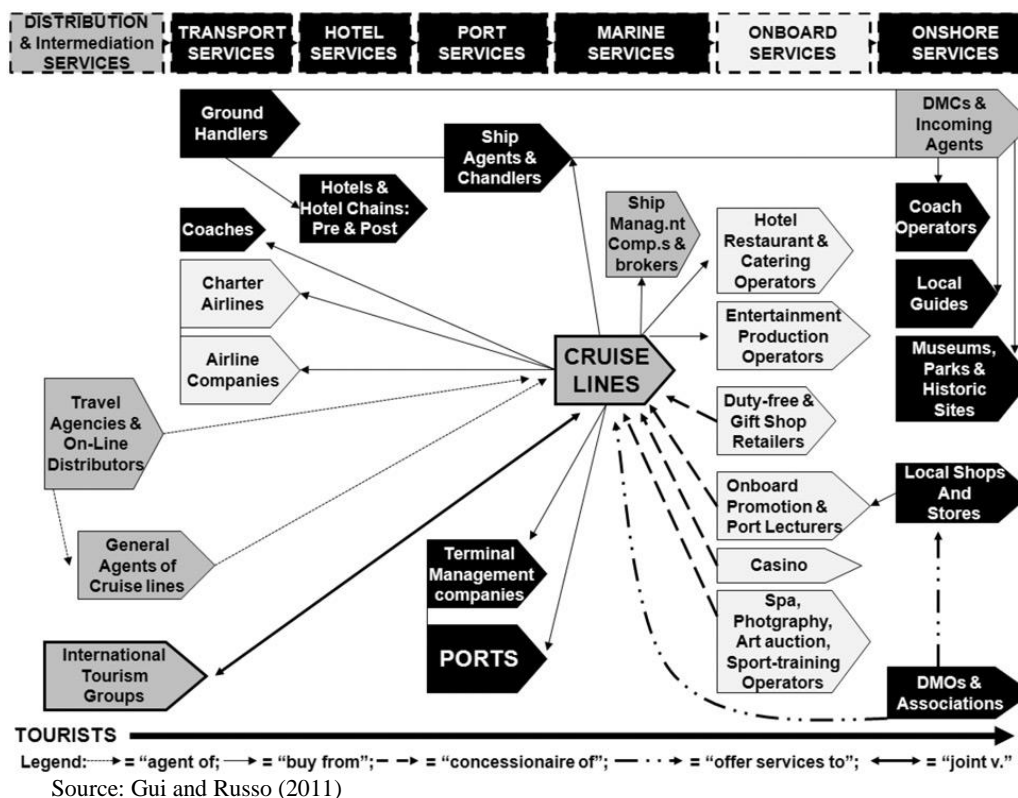 DISTRIBUTION
& Intermediation
SERVICES
TRANSPORT
SERVICES
HOTEL
SERVICES
PORT
SERVICES
MARINE
SERVICES
ONBOARD
SERVICES
ONSHORE
SERVICES
Ground
Handlers
Ship
Agents &
Chandlers
DMCs &
Incoming
Agents
Hotels &
Hotel Chains:
Pre & Post
Coaches
Ship
Manag.nt
Comp.s &
brokers
Hotel
Restaurant &
Catering
Operators
Coach
Operators
Charter
Airlines
Local
Guides
Entertainment
Production
Operators
Airline
Companies
CRUISE
LINES
Museums,
Parks &
Historic
Sites
Travel
Agencies &
On-Line
Distributors
Duty-free &
Gift Shop
Retailers
Onboard
Promotion &
Port Lecturers
Local Shops
And
Stores
General
Agents of
Cruise lines
Terminal
Management
companies
Casino
Spa,
Photgraphy,
Art auction,
Sport-training
Operators
PORTS
International
Tourism
Groups
DMOs &
Associations
TOURISTS
Legend: = “agent of; = “buy from”; = “concessionaire of”; = “offer services to”; = “joint v.”
Source: Gui and Russo (2011)